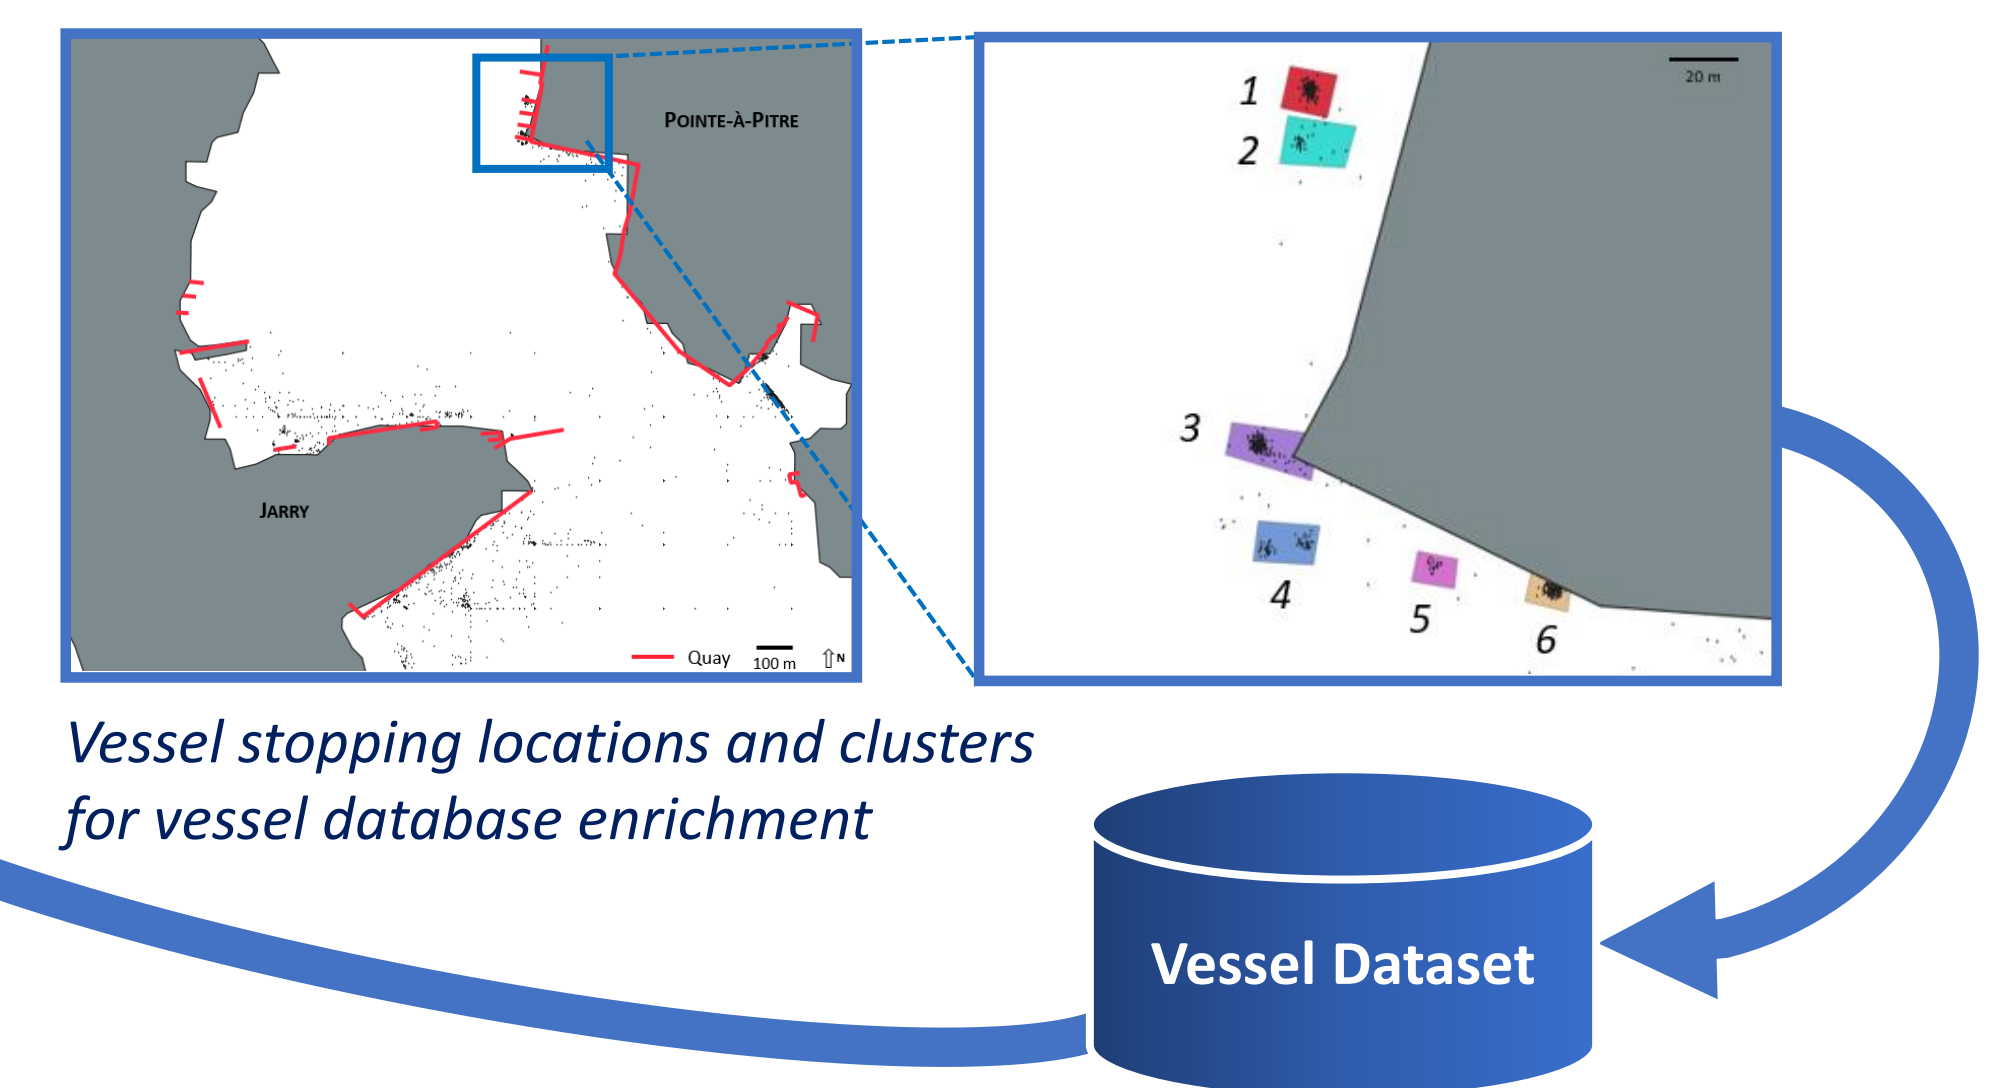 POINTE-À-PITRE
JARRY
Quay
100 m
N
20 m
1
2
3
4
5
6
Vessel stopping locations and clusters
for vessel database enrichment
Vessel Dataset